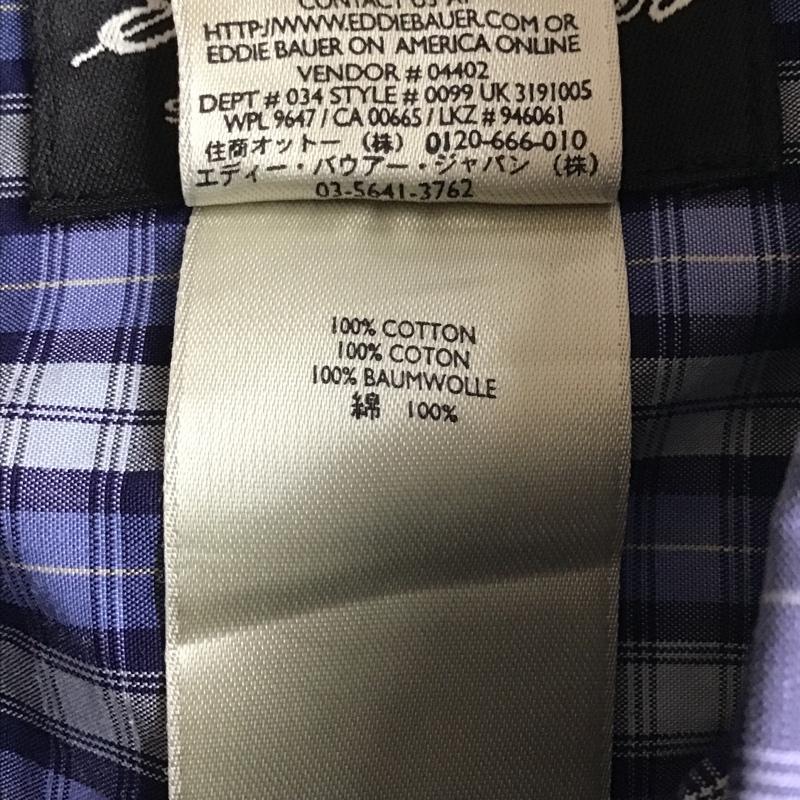 CONTACT US AT
HTTP://WWW.EDDIEBAUER.COM OR
EDDIE BAUER ON AMERICA ONLINE
VENDOR # 04402
DEPT # 034 STYLE # 0099 UK 3191005
WPL 9647 / CA 00665 / LKZ # 946061
住商オットー (株) 0120-666-010
エディー・バウアー・ジャパン (株)
03-5641-3762
100% COTTON
100% COTON
100% BAUMWOLLE
綿 100%